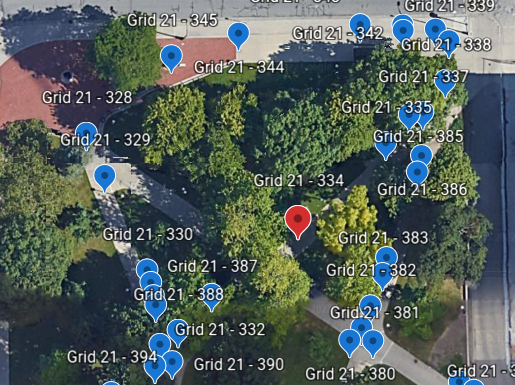 Grid 21 - 339
Grid 21 - 345
Grid 21 - 342
Grid 21 - 338
Grid 21 - 344
Grid 21 - 337
Grid 21 - 328
Grid 21 - 335
Grid 21 - 329
Grid 21 - 385
Grid 21 - 334
Grid 21 - 386
Grid 21 - 330
Grid 21 - 383
Grid 21 - 387
Grid 21 - 382
Grid 21 - 388
Grid 21 - 381
Grid 21 - 332
Grid 21 - 394
Grid 21 - 390
Grid 21 - 380